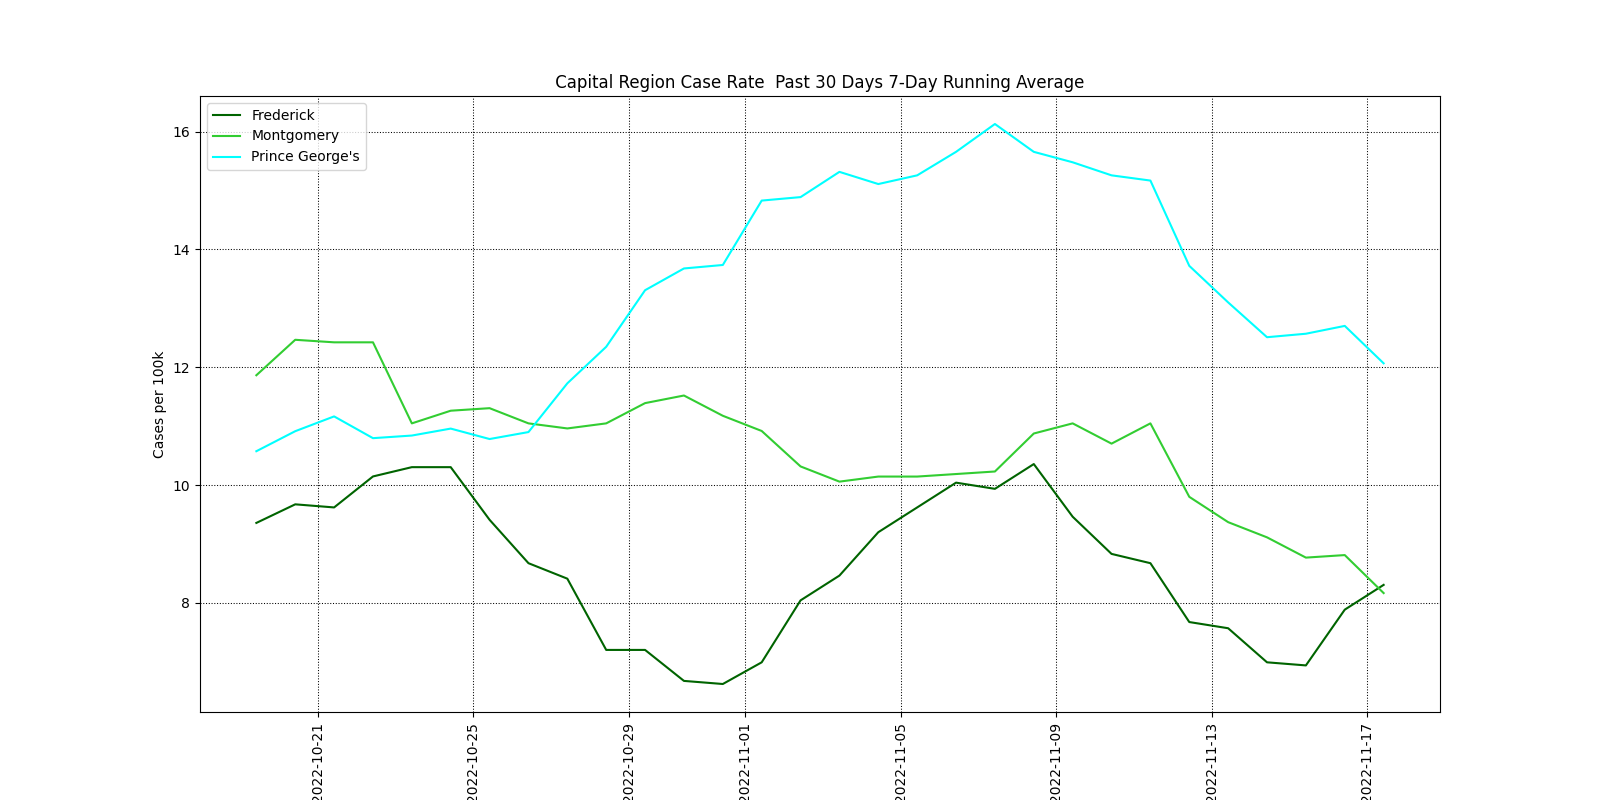 Capital Region Case Rate  Past 30 Days 7-Day Running Average
Frederick
Montgomery
Prince George's
Cases per 100k
16
14
12
10
8
2022-10-21
2022-10-25
2022-10-29
2022-11-01
2022-11-05
2022-11-09
2022-11-13
2022-11-17